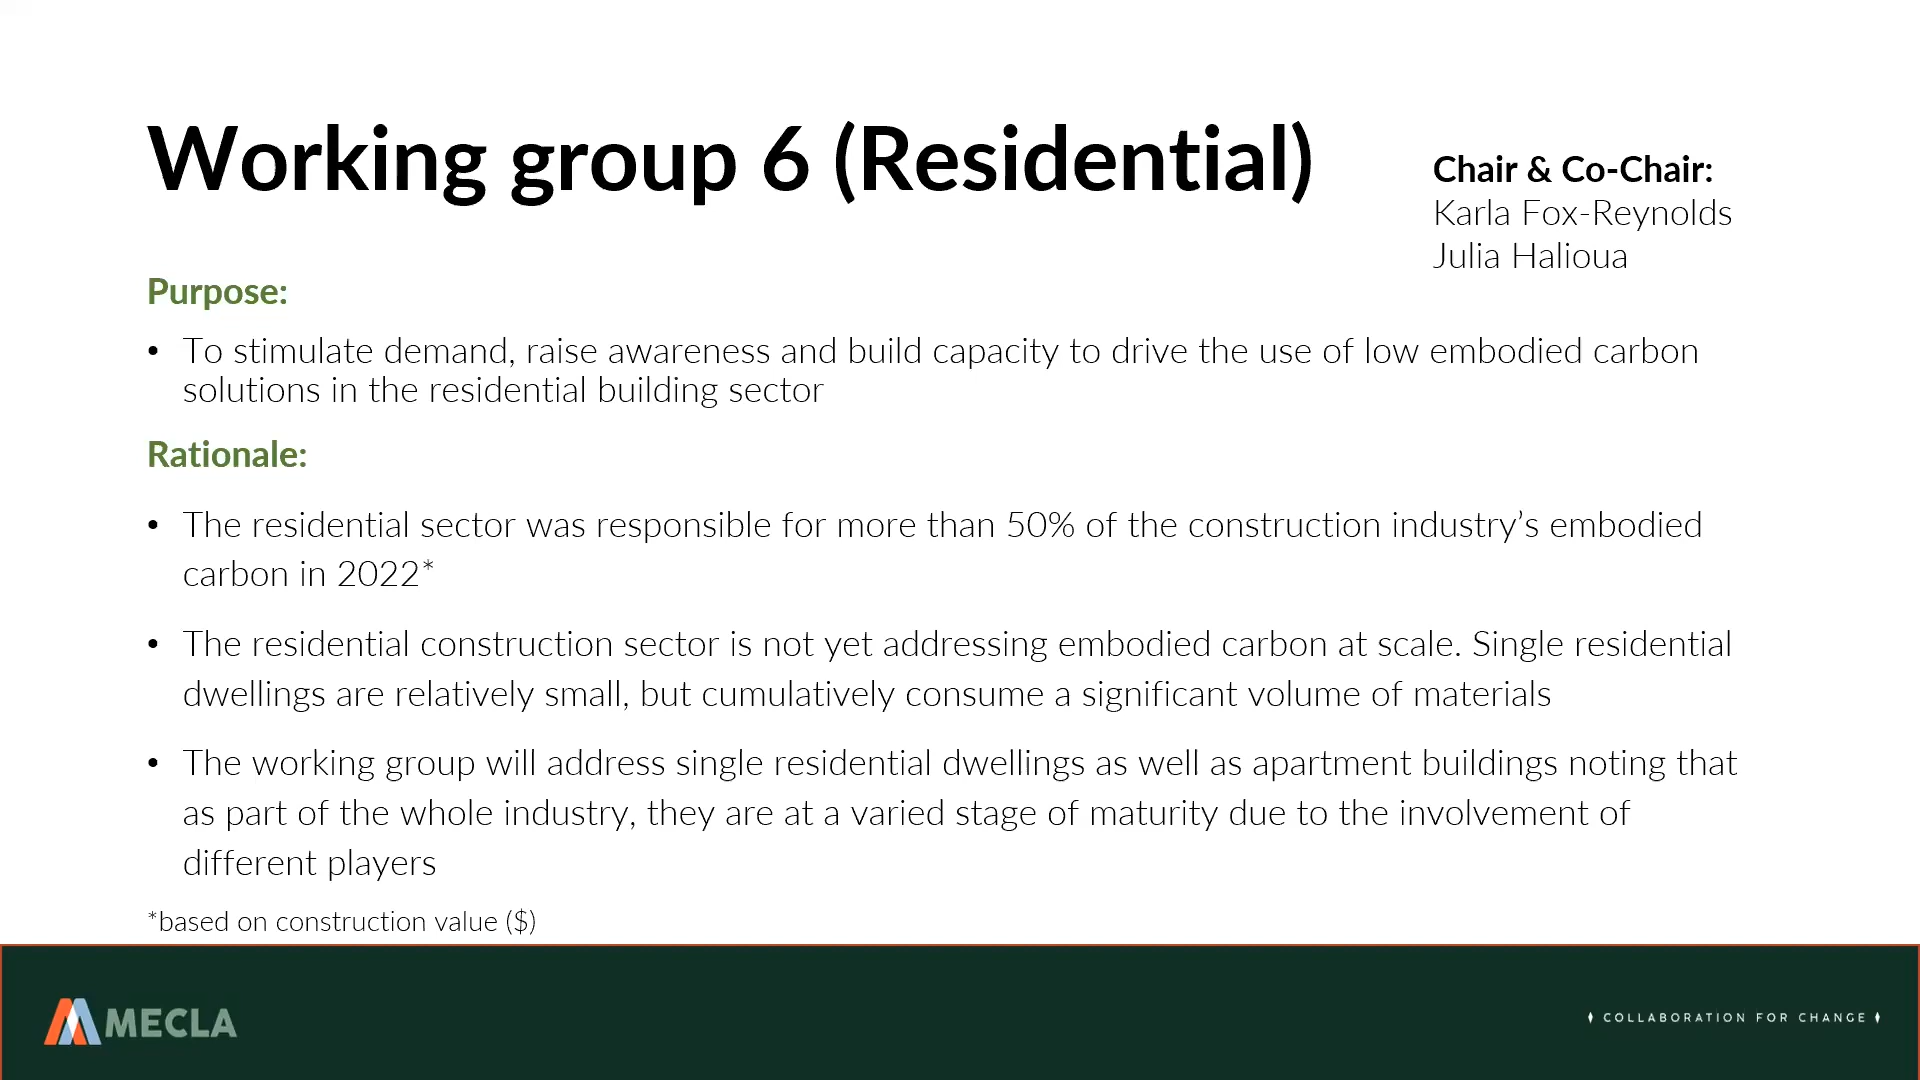 Working group 6 (Residential)
Chair & Co-Chair:
Karla Fox-Reynolds
Julia Halioua
Purpose:
• To stimulate demand, raise awareness and build capacity to drive the use of low embodied carbon
solutions in the residential building sector
Rationale:
• The residential sector was responsible for more than 50% of the construction industry’s embodied
carbon in 2022*
• The residential construction sector is not yet addressing embodied carbon at scale. Single residential
dwellings are relatively small, but cumulatively consume a significant volume of materials
• The working group will address single residential dwellings as well as apartment buildings noting that
as part of the whole industry, they are at a varied stage of maturity due to the involvement of
different players
*based on construction value ($)
MECLA
COLLABORATION FOR CHANGE